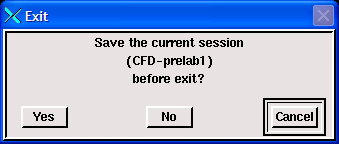 Exit
Save the current session
(CFD-prelab1)
before exit?
Yes
No
Cancel